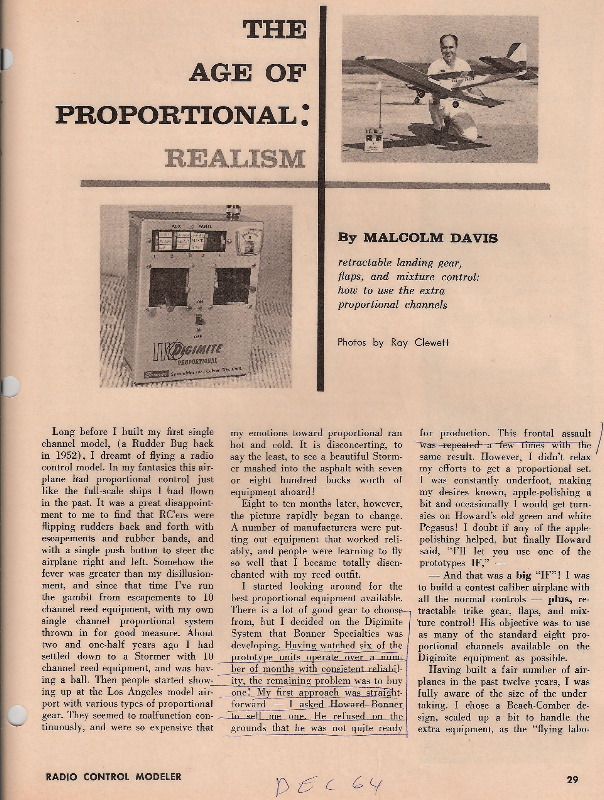 THE
AGE OF
PROPORTIONAL:
REALISM
DIGIMITE
PROPORTIONAL
By MALCOLM DAVIS
retractable landing gear,
flaps, and mixture control:
how to use the extra
proportional channels
Photos by Ray Clewett
Long before I built my first single
channel model, (a Rudder Bug back
in 1952), I dreamt of flying a radio
control model. In my fantasies this air-
plane had proportional control just
like the full-scale ships I had flown
in the past. It was a great disappoint-
ment to me to find that RC'ers were
flipping rudders back and forth with
escapements and rubber bands, and
with a single push button to steer the
airplane right and left. Somehow the
fever was greater than my disillusion-
ment, and since that time I've run
the gambit from escapements to 10
channel reed equipment, with my own
single channel proportional system
thrown in for good measure. About
two and one-half years ago I had
settled down to a Stormer with 10
channel reed equipment, and was hav-
ing a ball. Then people started show-
ing up at the Los Angeles model air-
port with various types of proportional
gear. They seemed to malfunction con-
tinuously, and were so expensive that
my emotions toward proportional ran
hot and cold. It is disconcerting, to
say the least, to see a beautiful Storm-
er mashed into the asphalt with seven
or eight hundred bucks worth of
equipment aboard!
Eight to ten months later, however,
the picture rapidly began to change.
A number of manufacturers were put-
ting out equipment that worked reli-
ably, and people were learning to fly
so well that I became totally disen-
chanted with my reed outfit.
I started looking around for the
best proportional equipment available.
There is a lot of good gear to choose
from, but I decided on the Digimite
System that Bonner Specialties was
developing. Having watched six of the
prototype units operate over a num-
ber of months with consistent reliabil-
ity, the remaining problem was to buy
one! My first approach was straight-
forward — I asked Howard Bonner
to sell me one. He refused on the
grounds that he was not quite ready
for production. This frontal assault
was repeated a few times with the
same result. However, I didn't relax
my efforts to get a proportional set.
I was constantly underfoot, making
my desires known, apple-polishing a
bit and occasionally I would get turn-
sies on Howard's old green and white
Pegasus! I doubt if any of the apple-
polishing helped, but finally Howard
said, "I'll let you use one of the
prototypes IF."
— And that was a big "IF"! I was
to build a contest caliber airplane with
all the normal controls — plus, re-
tractable trike gear, flaps, and mix-
ture control! His objective was to use
as many of the standard eight pro-
portional channels available on the
Digimite equipment as possible.
Having built a fair number of air-
planes in the past twelve years, I was
fully aware of the size of the under-
taking. I chose a Beach-Comber de-
sign, scaled up a bit to handle the
extra equipment, as the "flying labo-
RADIO CONTROL MODELER
DEC 64
29